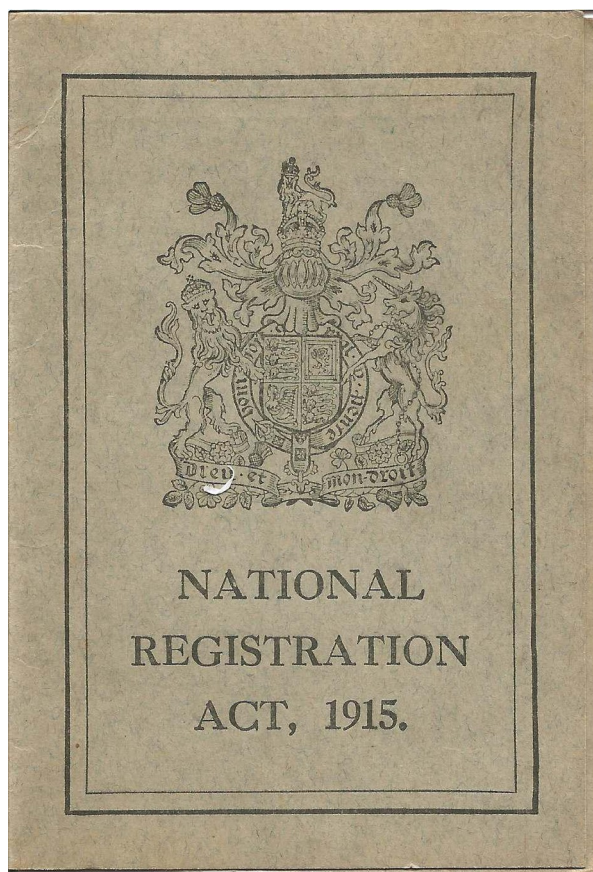 Dieu · et mon · droit
NATIONAL
REGISTRATION
ACT, 1915.